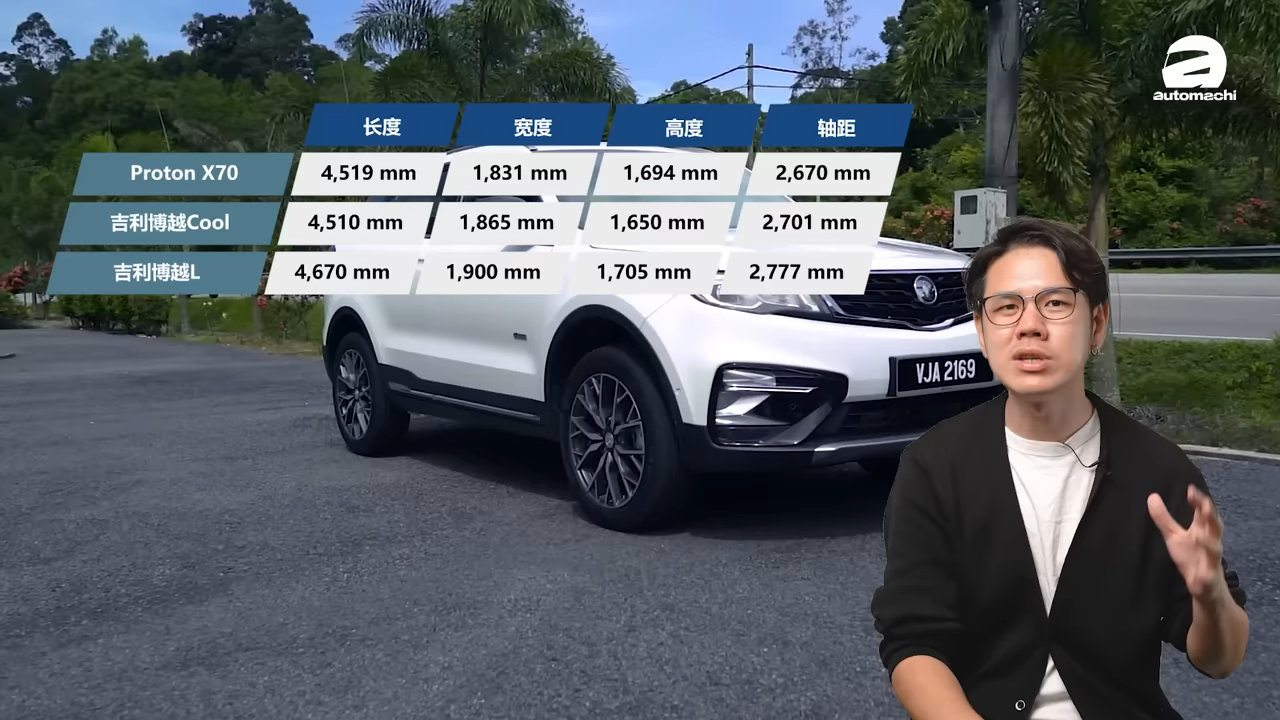 automachi
长度 宽度 高度 轴距
Proton X70 4,519 mm 1,831 mm 1,694 mm 2,670 mm
吉利博越Cool 4,510 mm 1,865 mm 1,650 mm 2,701 mm
吉利博越L 4,670 mm 1,900 mm 1,705 mm 2,777 mm
VJA 2169